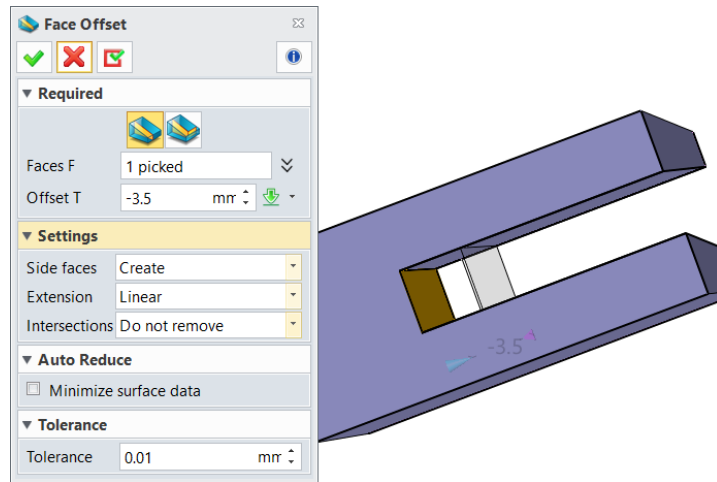 Face Offset
Required
Faces F 1 picked
Offset T -3.5 mm
Settings
Side faces Create
Extension Linear
Intersections Do not remove
Auto Reduce
Minimize surface data
Tolerance
Tolerance 0.01 mm
-3.5